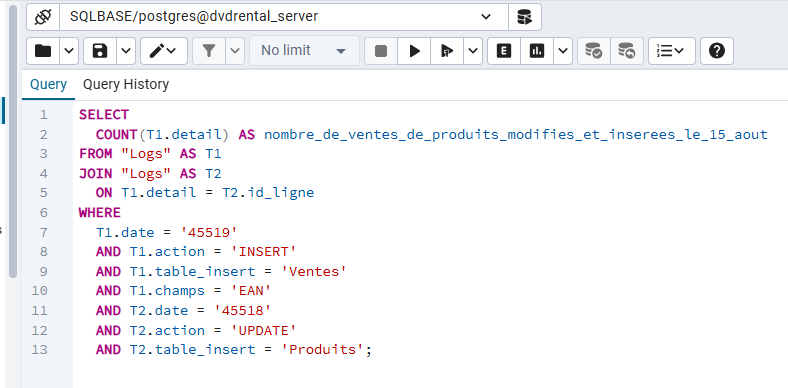 SQLBASE/postgres@dvdrental_server
No limit
E
Query Query History
1 SELECT
2 COUNT(T1.detail) AS nombre_de_ventes_de_produits_modifies_et_inserees_le_15_aout
3 FROM "Logs" AS T1
4 JOIN "Logs" AS T2
5 ON T1.detail = T2.id_ligne
6 WHERE
7 T1.date = '45519'
8 AND T1.action = 'INSERT'
9 AND T1.table_insert = 'Ventes'
10 AND T1.champs = 'EAN'
11 AND T2.date = '45518'
12 AND T2.action = 'UPDATE'
13 AND T2.table_insert = 'Produits';